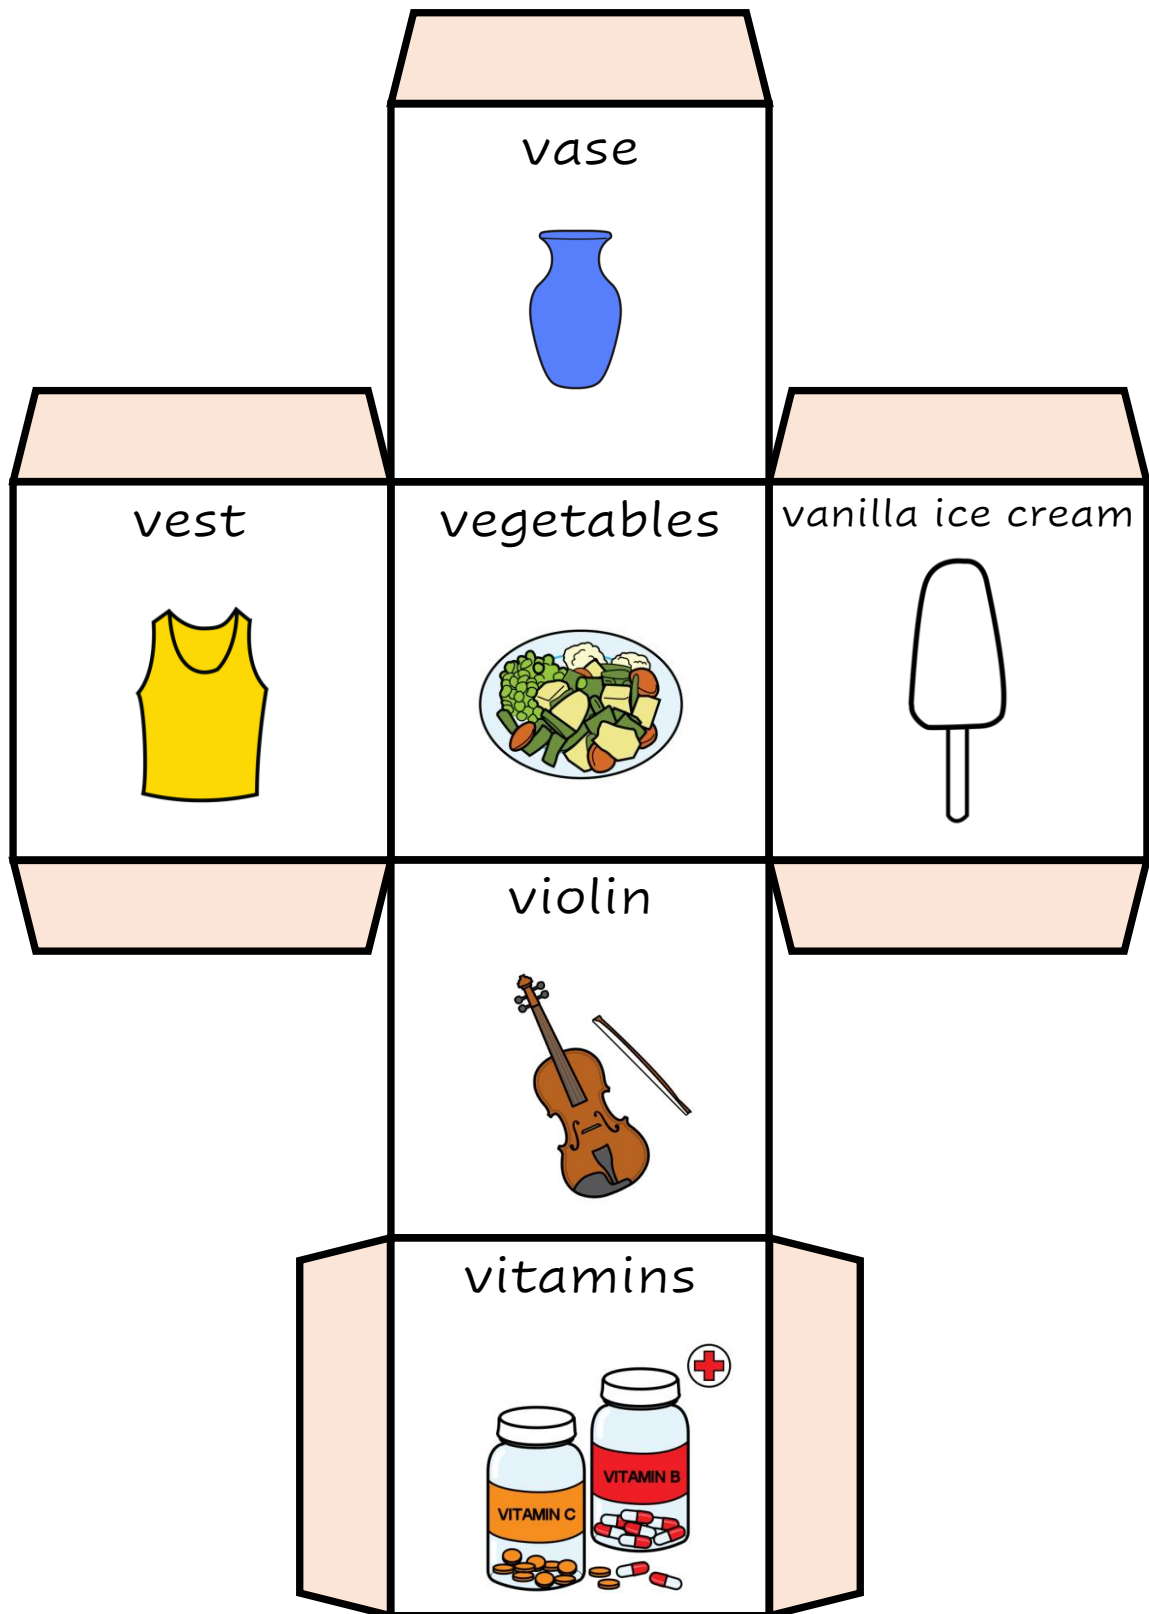 vase
vest
vegetables
vanilla ice cream
violin
vitamins
VITAMIN B
VITAMIN C